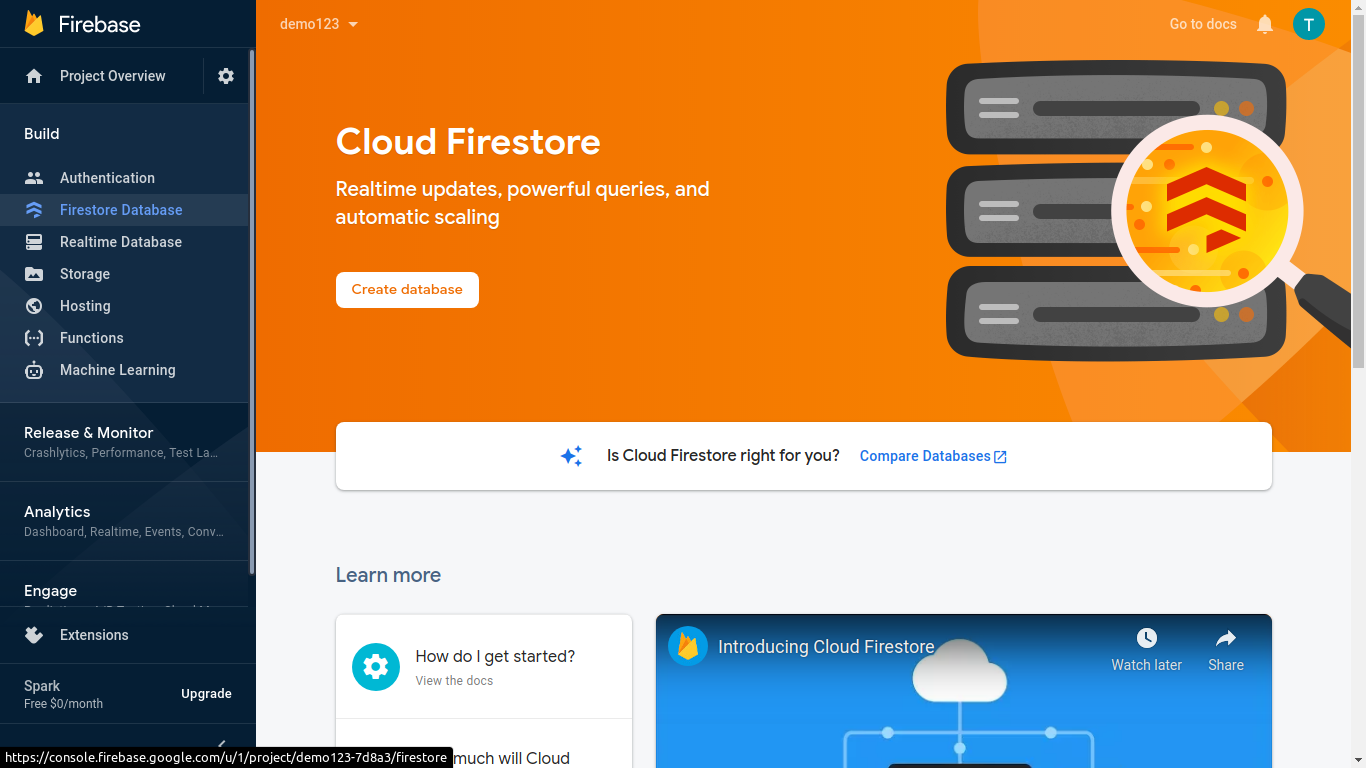 Firebase
Project Overview
Build
Authentication
Firestore Database
Realtime Database
Storage
Hosting
Functions
Machine Learning
Release & Monitor
Crashlytics, Performance, Test La…
Analytics
Dashboard, Realtime, Events, Conv…
Engage
Extensions
Spark
Free $0/month
Upgrade
https://console.firebase.google.com/u/1/project/demo123-7d8a3/firestore
demo123
Go to docs
T
Cloud Firestore
Realtime updates, powerful queries, and
automatic scaling
Create database
Is Cloud Firestore right for you?
Compare Databases
Learn more
How do I get started?
View the docs
much will Cloud
Introducing Cloud Firestore
Watch later
Share